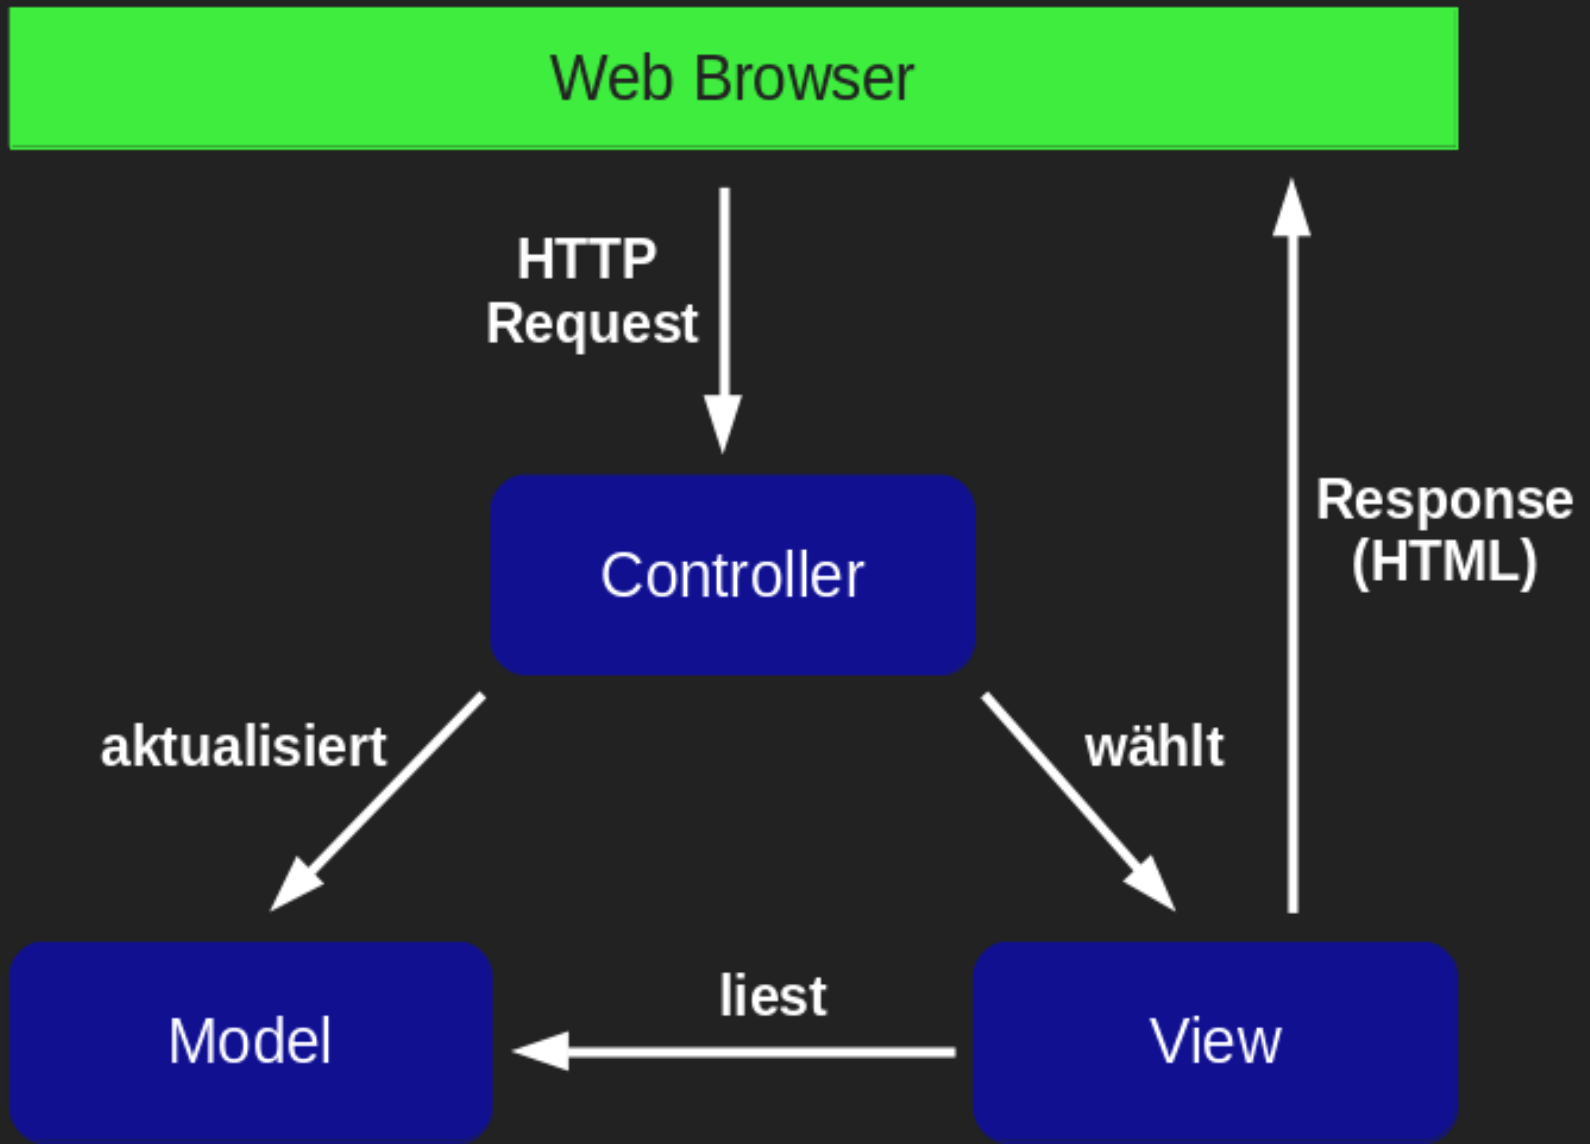 Web Browser
HTTP
Request
Response
(HTML)
Controller
aktualisiert
wählt
liest
Model
View